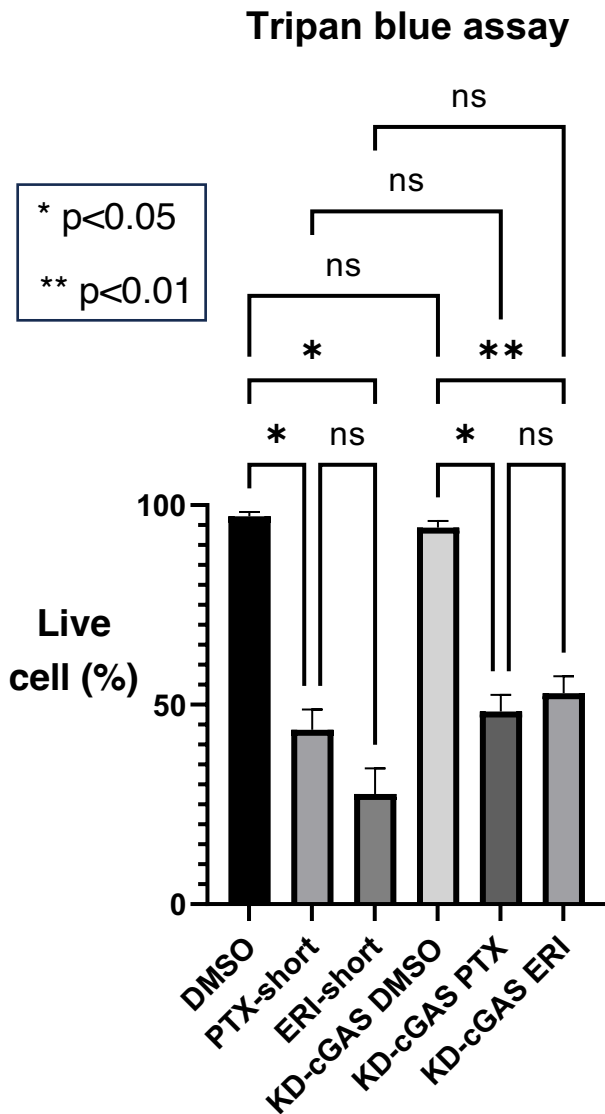 Tripan blue assay
ns
ns
* p<0.05
** p<0.01
ns
* **
* ns * ns
100
Live
cell (%)
50
0
DMSO
PTX-short
ERI-short
KD-cGAS DMSO
KD-cGAS PTX
KD-cGAS ERI